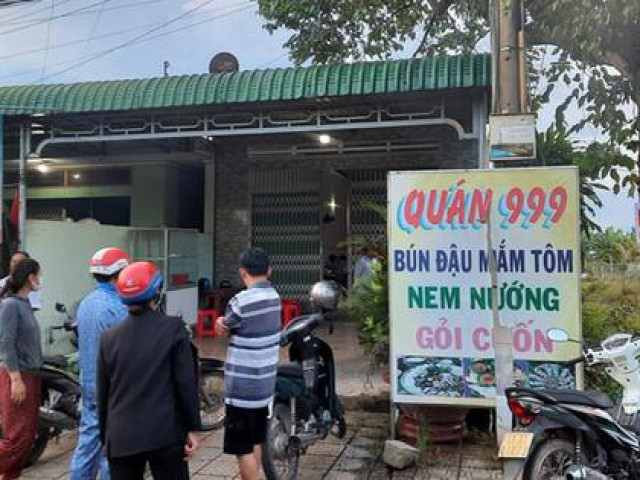 QUÁN 999
BÚN ĐẬU MẮM TÔM
NEM NƯỚNG
GỎI CUỐN